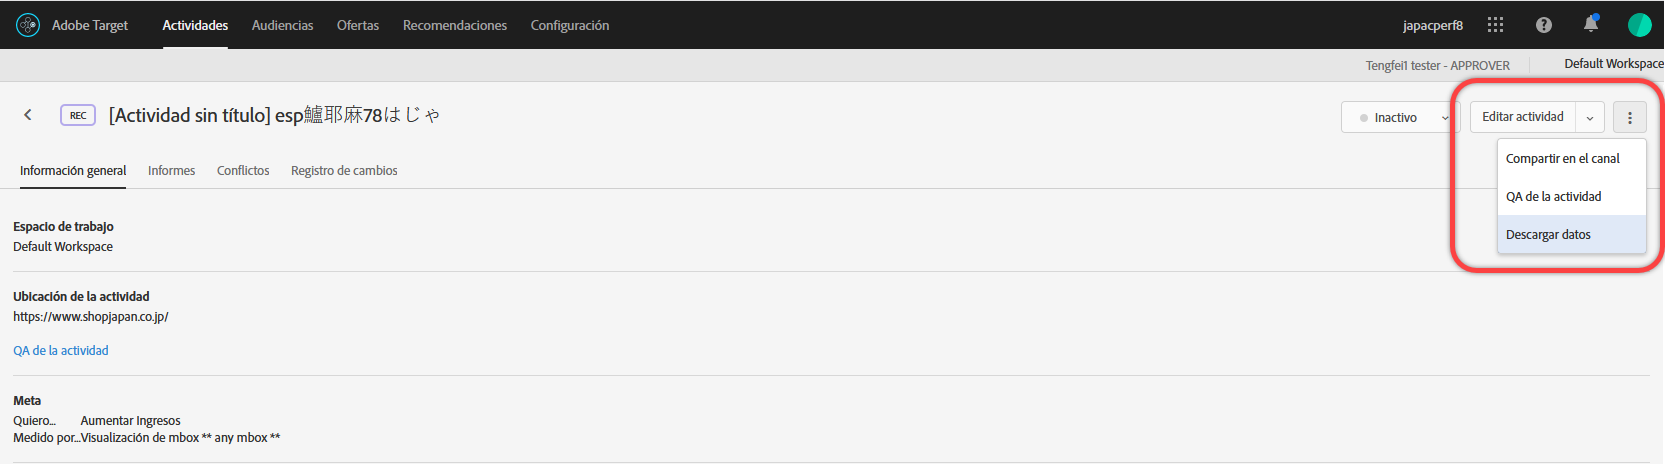 Adobe Target Actividades Audiencias Ofertas Recomendaciones Configuración japacperf8
Tengfei1 tester - APPROVER Default Workspace
REC [Actividad sin título] esp鱸耶麻78はじゃ Inactivo Editar actividad
Compartir en el canal
QA de la actividad
Descargar datos
Información general Informes Conflictos Registro de cambios
Espacio de trabajo
Default Workspace
Ubicación de la actividad
https://www.shopjapan.co.jp/
QA de la actividad
Meta
Quiero... Aumentar Ingresos
Medido por...Visualización de mbox ** any mbox **